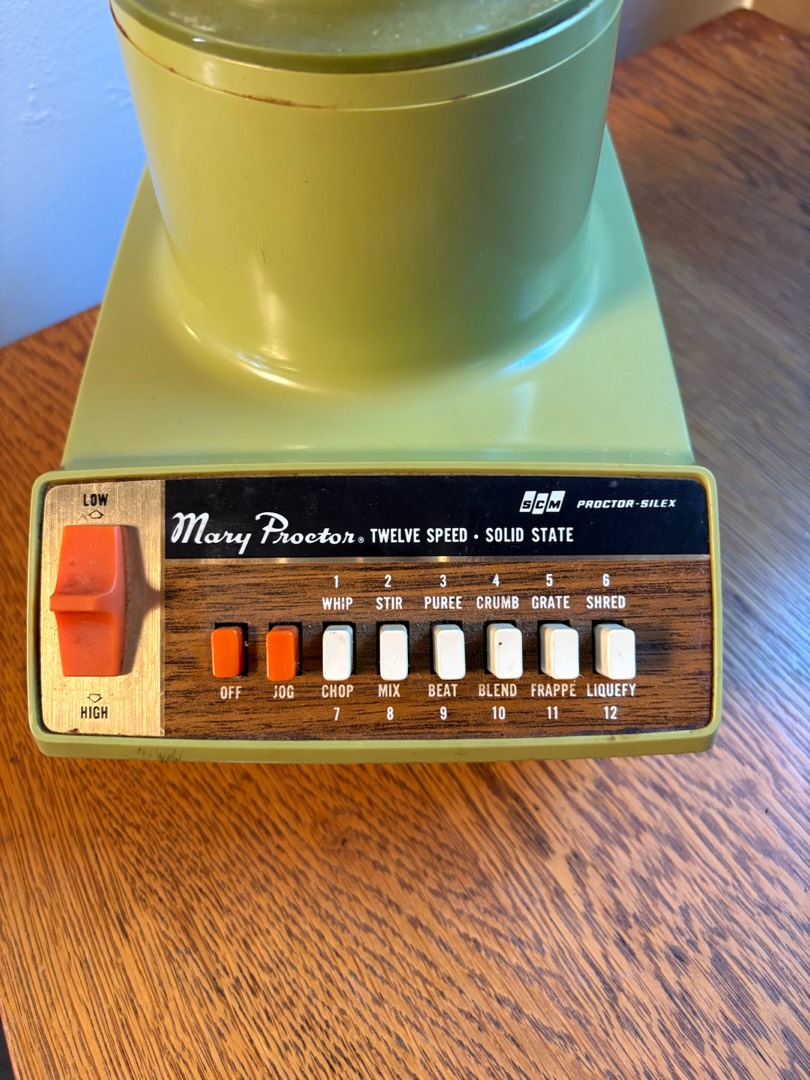 LOW
HIGH
SCM PROCTOR-SILEX
Mary Proctor® TWELVE SPEED • SOLID STATE
1 2 3 4 5 6
WHIP STIR PUREE CRUMB GRATE SHRED
OFF JOG CHOP MIX BEAT BLEND FRAPPE LIQUEFY
7 8 9 10 11 12